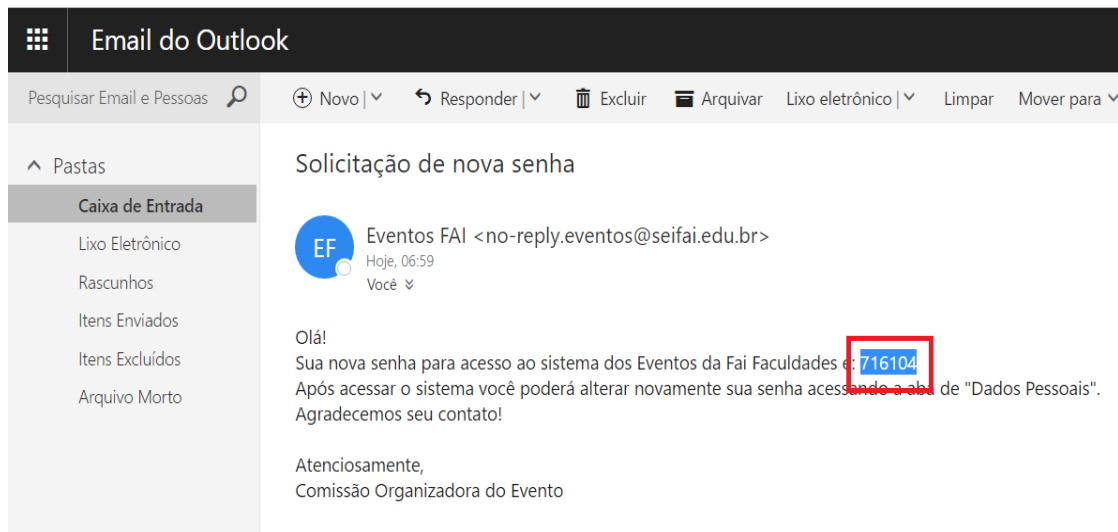 Email do Outlook
Pesquisar Email e Pessoas
Novo | Responder | Excluir Arquivar Lixo eletrônico | Limpar Mover para
Pastas
Caixa de Entrada
Lixo Eletrônico
Rascunhos
Itens Enviados
Itens Excluídos
Arquivo Morto
Solicitação de nova senha
EF
Eventos FAI <no-reply.eventos@seifai.edu.br>
Hoje, 06:59
Você
Olá!
Sua nova senha para acesso ao sistema dos Eventos da Fai Faculdades é: 716104
Após acessar o sistema você poderá alterar novamente sua senha acessando a aba de "Dados Pessoais".
Agradecemos seu contato!
Atenciosamente,
Comissão Organizadora do Evento